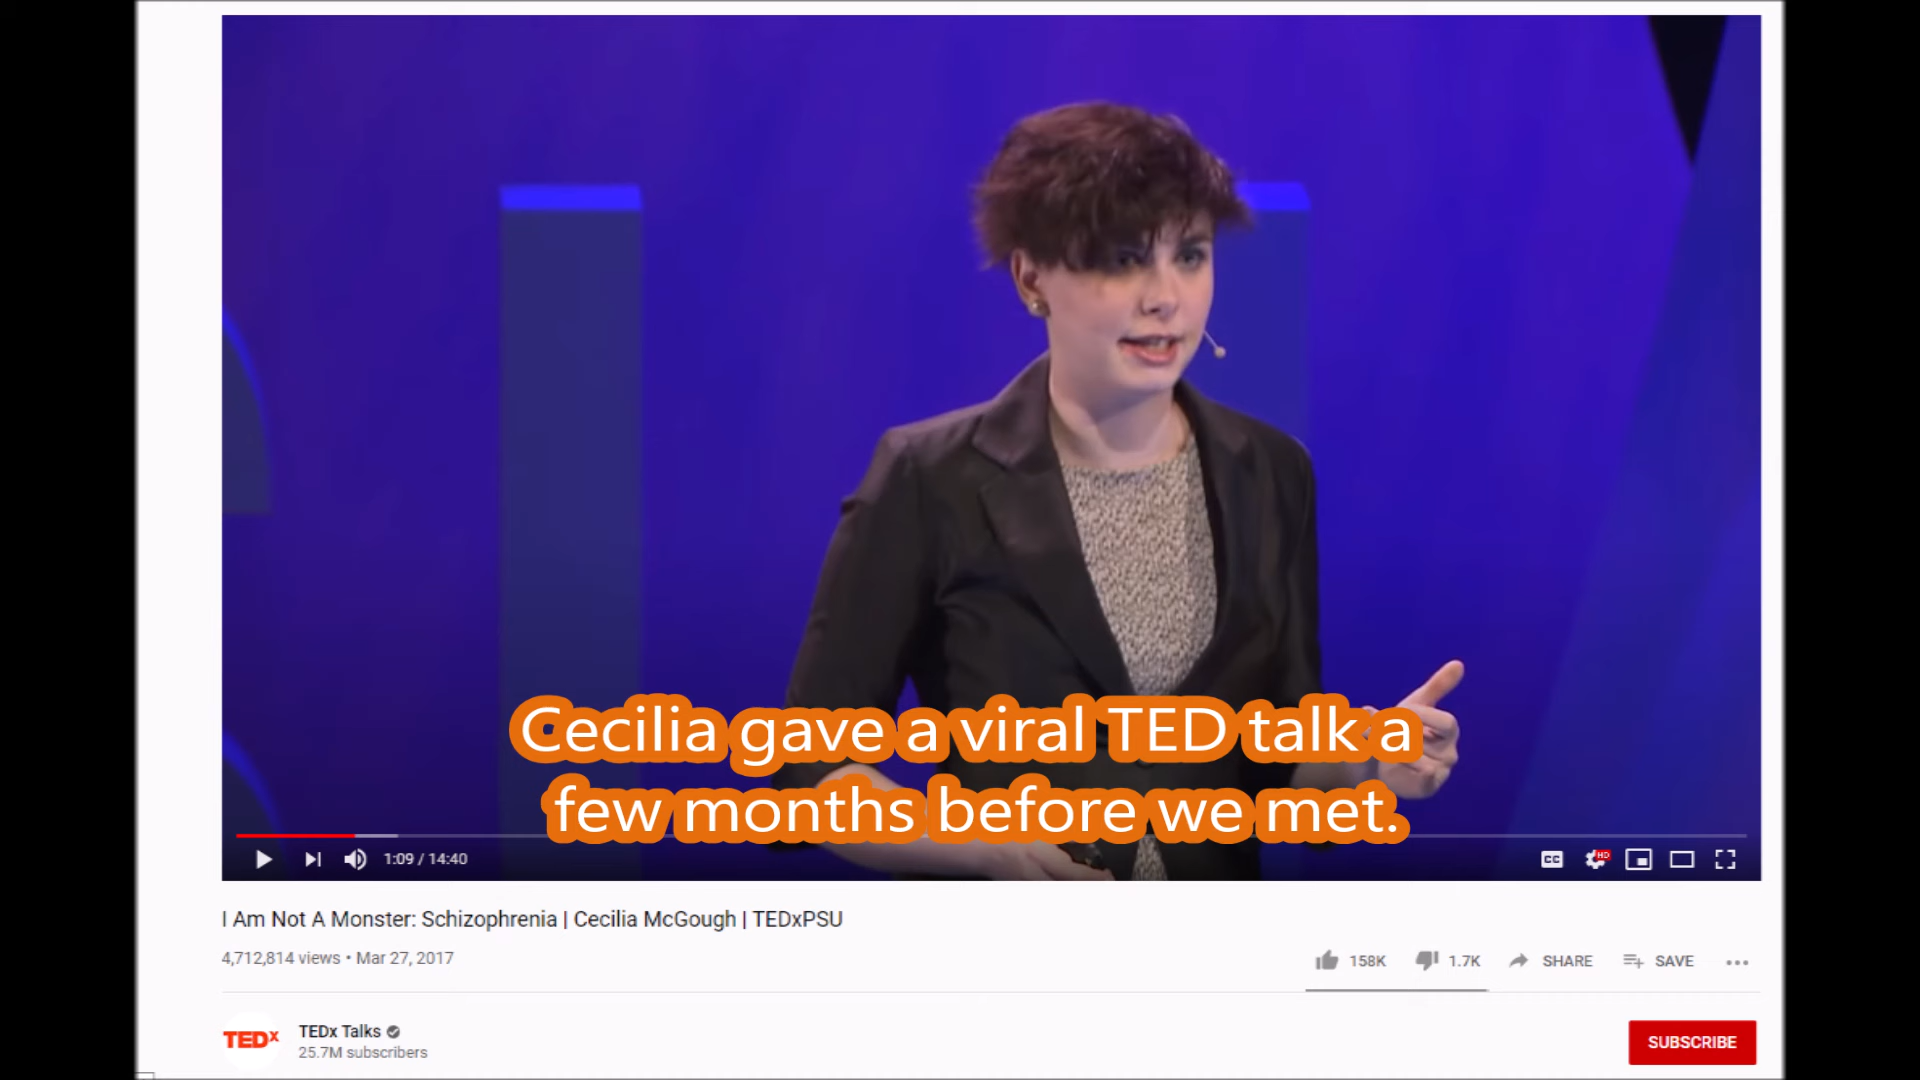 Cecilia gave a viral TED talk a
few months before we met.
1:09 / 14:40
CC
HD
I Am Not A Monster: Schizophrenia | Cecilia McGough | TEDxPSU
4,712,814 views • Mar 27, 2017
158K
1.7K
SHARE
SAVE
TEDx
TEDx Talks
25.7M subscribers
SUBSCRIBE